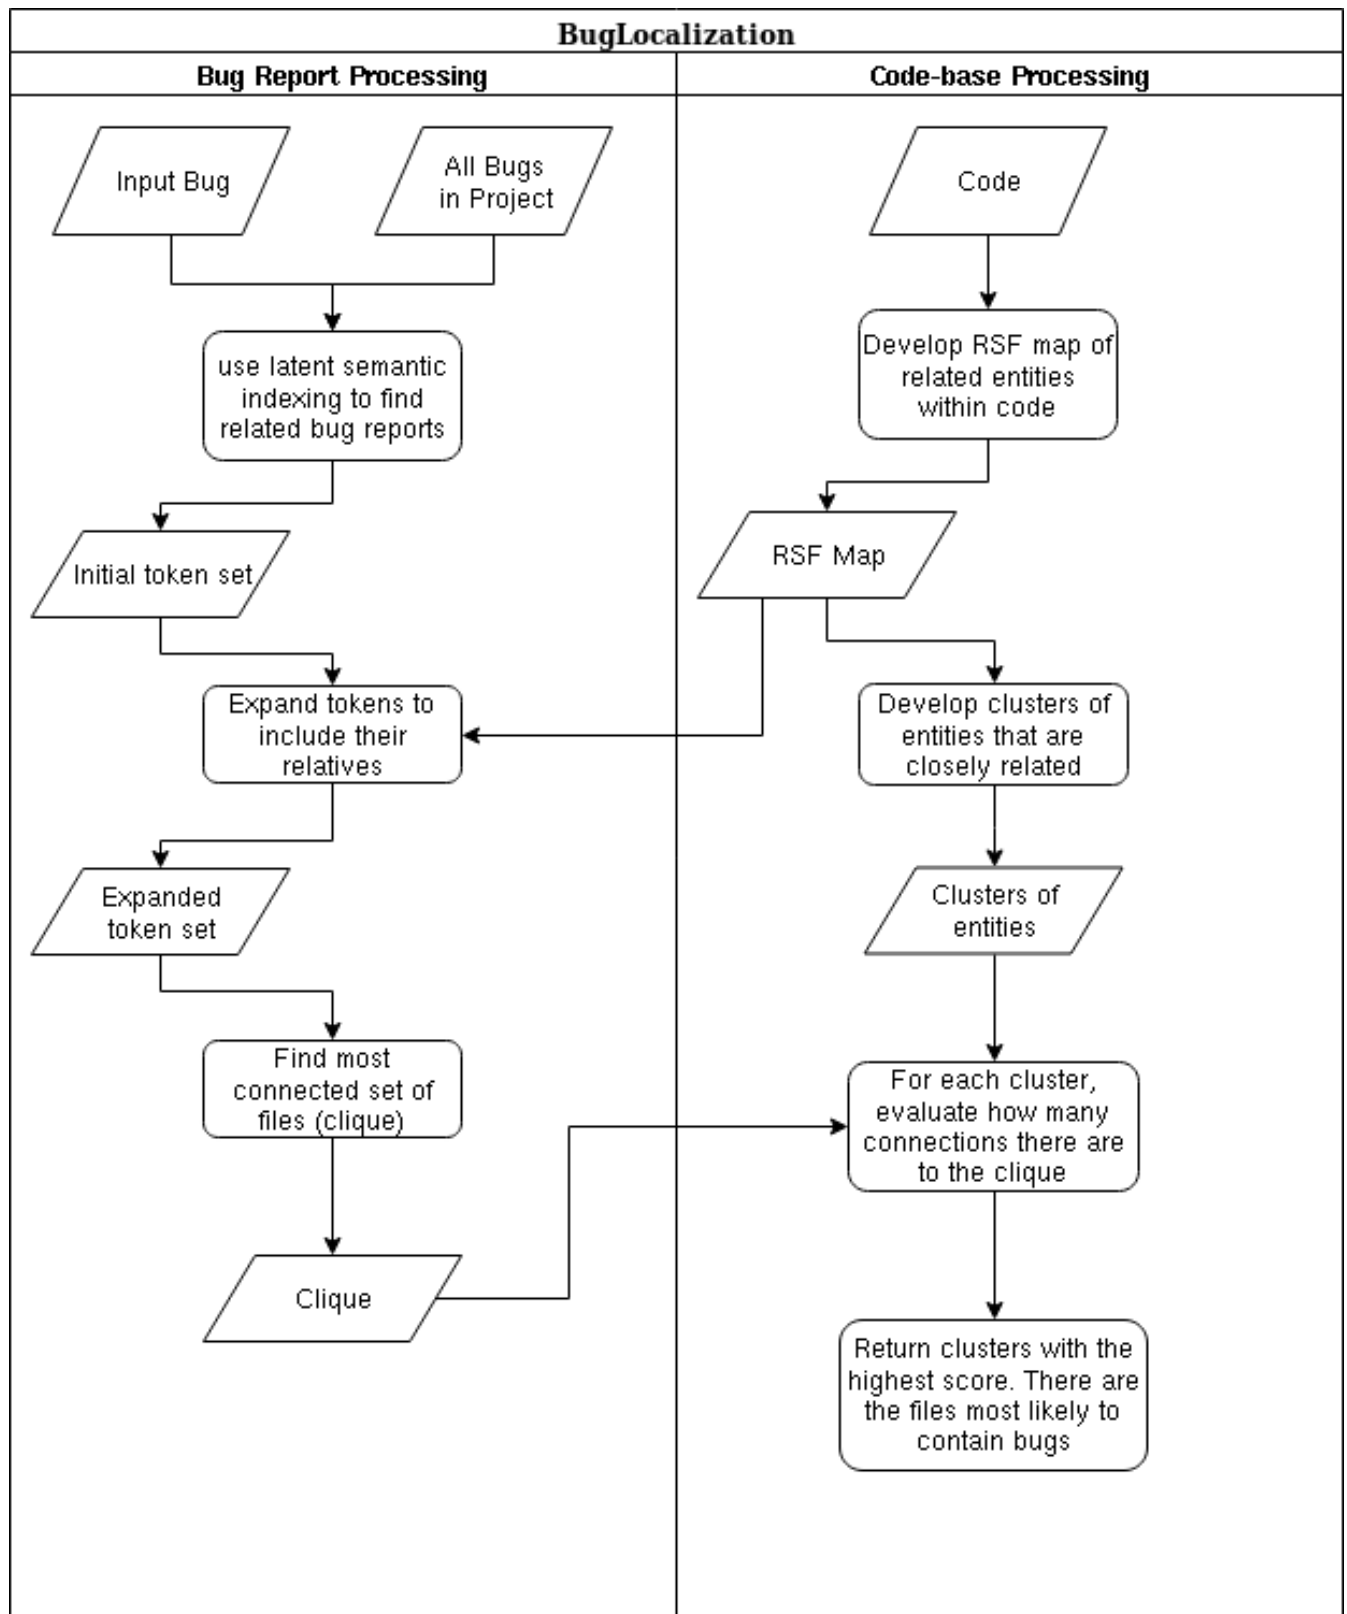 BugLocalization
Bug Report Processing
Code-base Processing
Input Bug
All Bugs
in Project
Code
use latent semantic
indexing to find
related bug reports
Develop RSF map of
related entities
within code
Initial token set
RSF Map
Expand tokens to
include their
relatives
Develop clusters of
entities that are
closely related
Expanded
token set
Clusters of
entities
Find most
connected set of
files (clique)
For each cluster,
evaluate how many
connections there are
to the clique
Clique
Return clusters with the
highest score. There are
the files most likely to
contain bugs